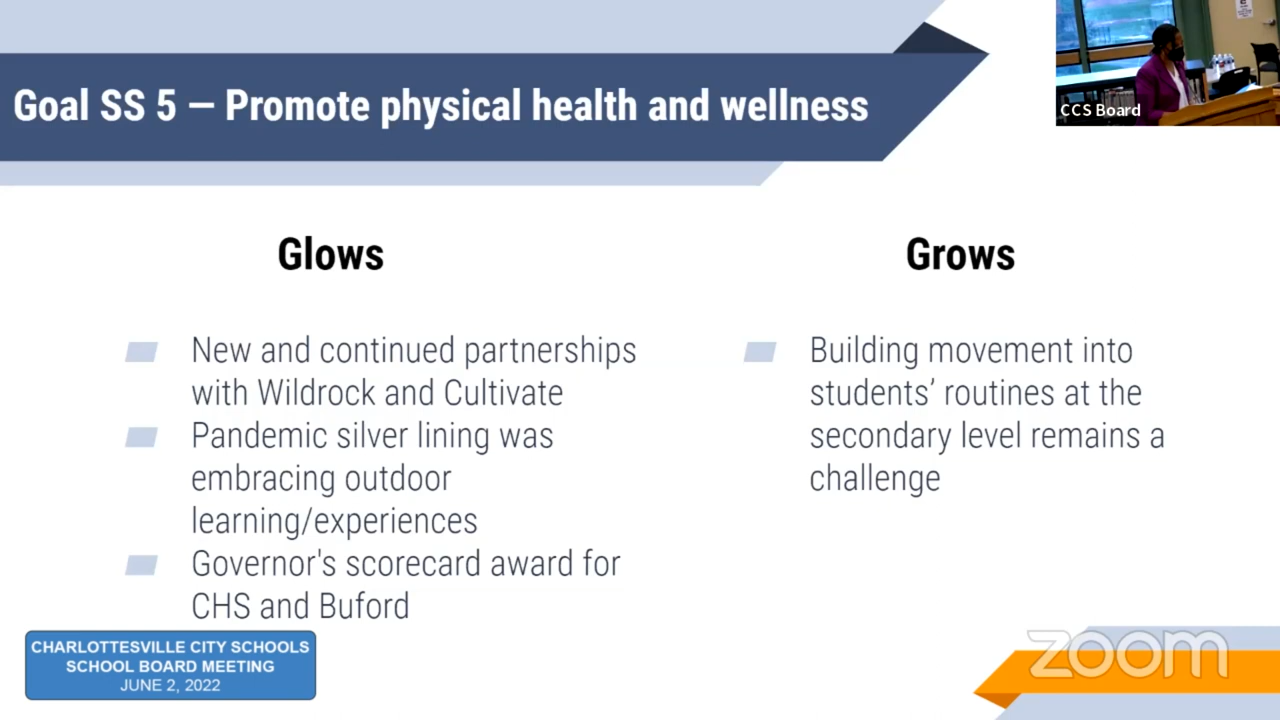 Goal SS 5 — Promote physical health and wellness
CCS Board
Glows
New and continued partnerships
with Wildrock and Cultivate
Pandemic silver lining was
embracing outdoor
learning/experiences
Governor's scorecard award for
CHS and Buford
Grows
Building movement into
students’ routines at the
secondary level remains a
challenge
CHARLOTTESVILLE CITY SCHOOLS
SCHOOL BOARD MEETING
JUNE 2, 2022
zoom